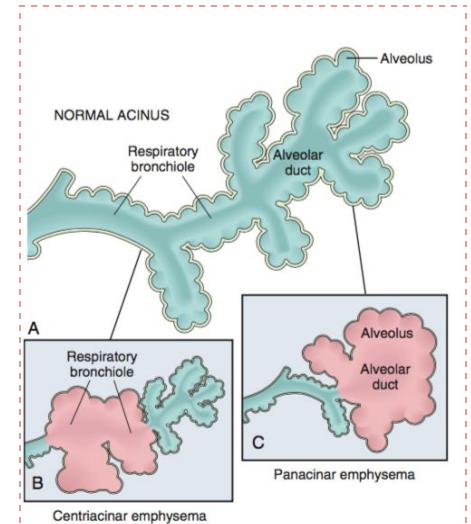 Alveolus
NORMAL ACINUS
Respiratory
bronchiole
Alveolar
duct
A
Respiratory
bronchiole
B
Centriacinar emphysema
Alveolus
Alveolar
duct
C
Panacinar emphysema